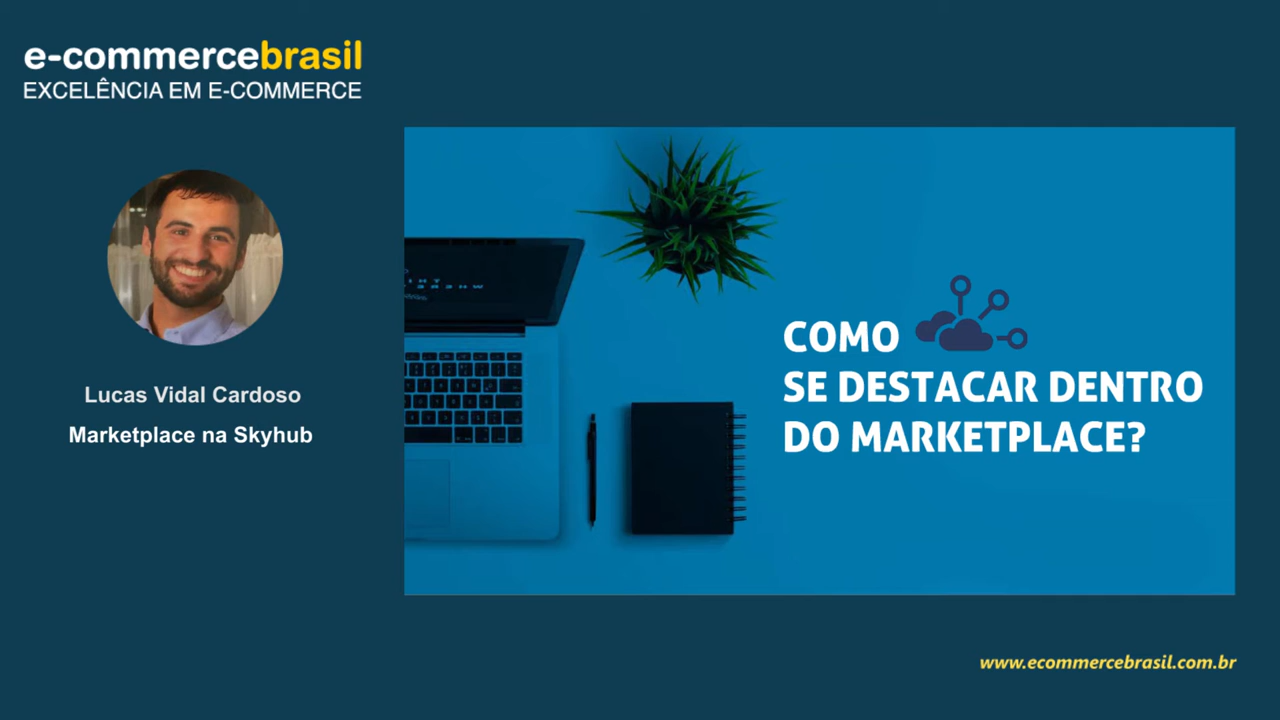 e-commercebrasil
EXCELÊNCIA EM E-COMMERCE
Lucas Vidal Cardoso
Marketplace na Skyhub
COMO
SE DESTACAR DENTRO
DO MARKETPLACE?
www.ecommercebrasil.com.br